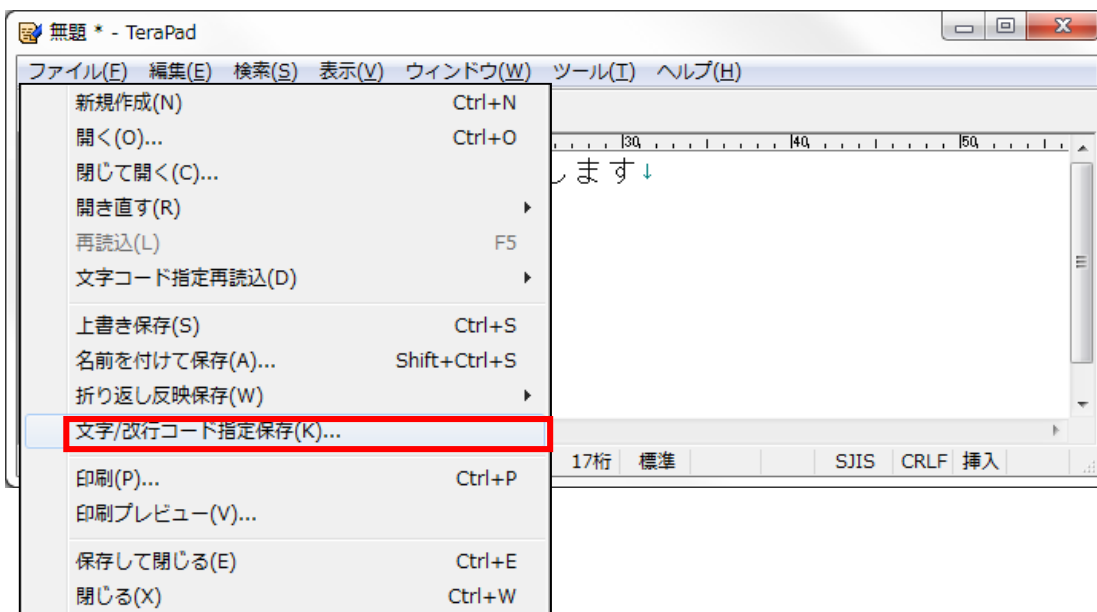 無題 * - TeraPad
ファイル(F) 編集(E) 検索(S) 表示(V) ウィンドウ(W) ツール(T) ヘルプ(H)
新規作成(N) Ctrl+N
開く(O)... Ctrl+O
30 40 50
閉じて開く(C)...
します↓
開き直す(R)
再読込(L) F5
文字コード指定再読込(D)
上書き保存(S) Ctrl+S
名前を付けて保存(A)... Shift+Ctrl+S
折り返し反映保存(W)
文字/改行コード指定保存(K)...
17桁 標準 SJIS CRLF 挿入
印刷(P)... Ctrl+P
印刷プレビュー(V)...
保存して閉じる(E) Ctrl+E
閉じる(X) Ctrl+W